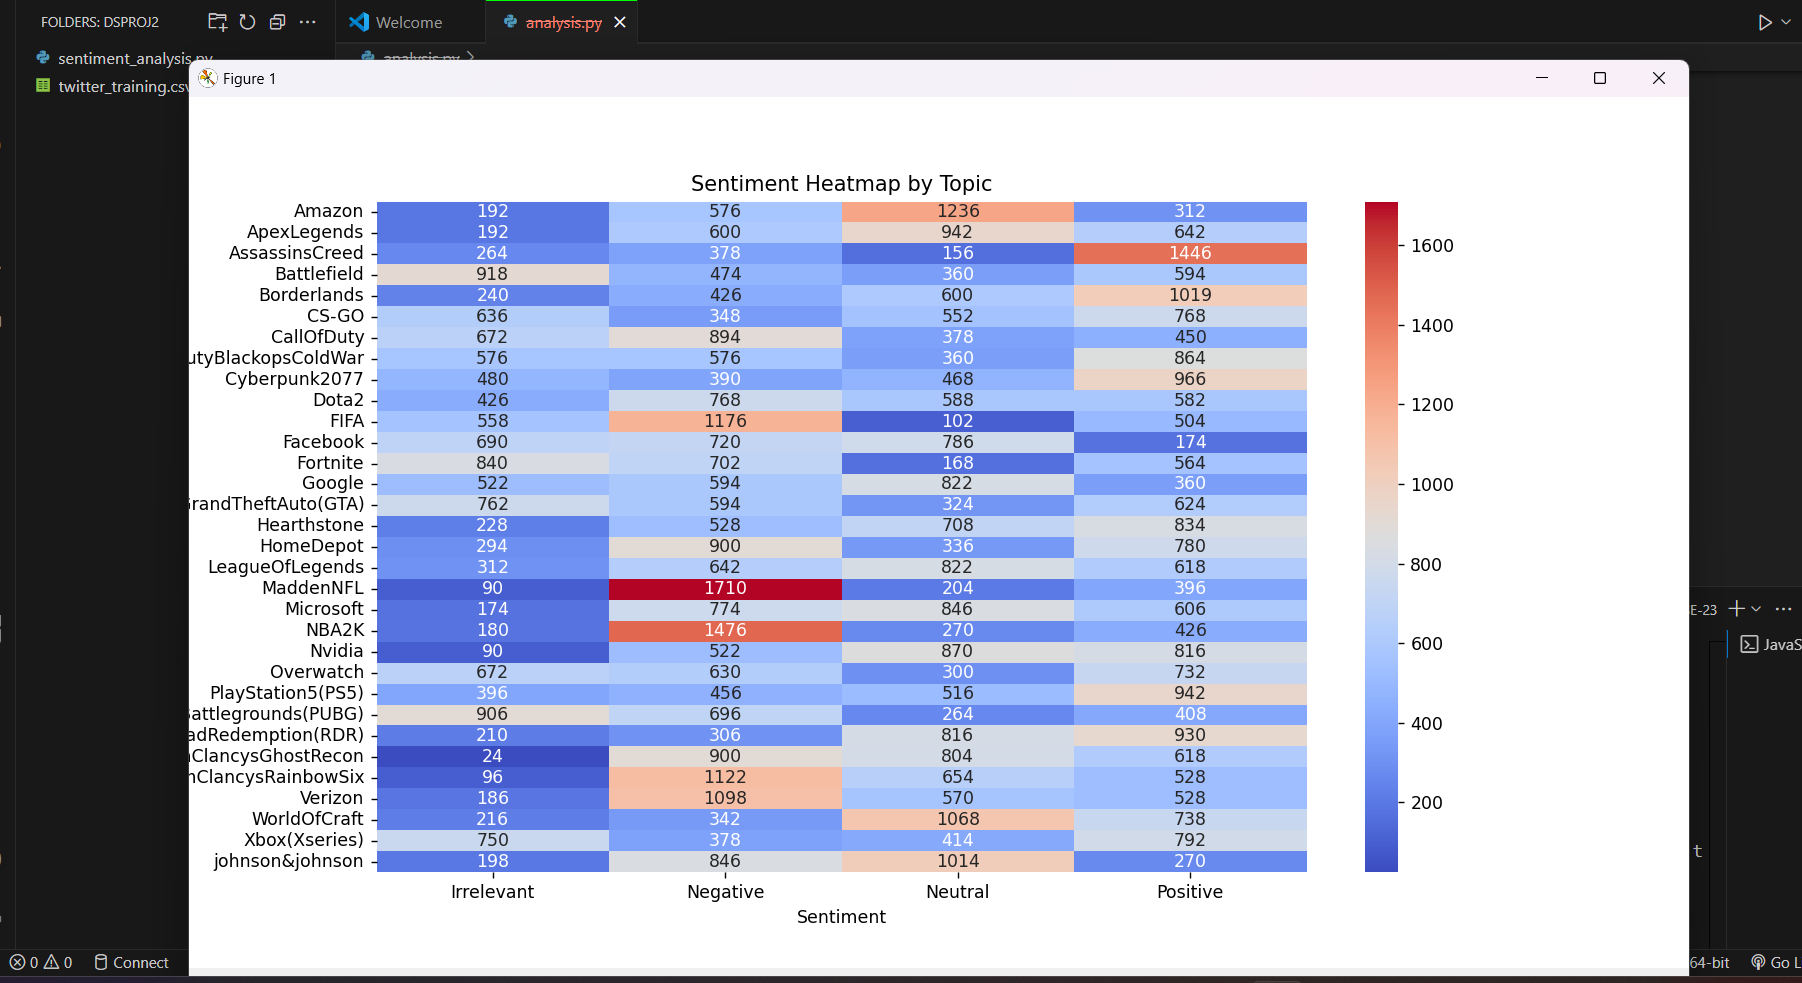 FOLDERS: DSPROJ2
Welcome
analysis.py
sentiment_analysis.py
analysis.py
twitter_training.csv
Figure 1
Sentiment Heatmap by Topic
Amazon 192 576 1236 312
ApexLegends 192 600 942 642
AssassinsCreed 264 378 156 1446
Battlefield 918 474 360 594
Borderlands 240 426 600 1019
CS-GO 636 348 552 768
CallOfDuty 672 894 378 450
utyBlackopsColdWar 576 576 360 864
Cyberpunk2077 480 390 468 966
Dota2 426 768 588 582
FIFA 558 1176 102 504
Facebook 690 720 786 174
Fortnite 840 702 168 564
Google 522 594 822 360
GrandTheftAuto(GTA) 762 594 324 624
Hearthstone 228 528 708 834
HomeDepot 294 900 336 780
LeagueOfLegends 312 642 822 618
MaddenNFL 90 1710 204 396
Microsoft 174 774 846 606
NBA2K 180 1476 270 426
Nvidia 90 522 870 816
Overwatch 672 630 300 732
PlayStation5(PS5) 396 456 516 942
Battlegrounds(PUBG) 906 696 264 408
adRedemption(RDR) 210 306 816 930
ClancysGhostRecon 24 900 804 618
ClancysRainbowSix 96 1122 654 528
Verizon 186 1098 570 528
WorldOfCraft 216 342 1068 738
Xbox(Xseries) 750 378 414 792
johnson&johnson 198 846 1014 270
Irrelevant Negative Neutral Positive
Sentiment
1600
1400
1200
1000
800
600
400
200
E-23
JavaS
t
0 0 Connect
64-bit
Go L